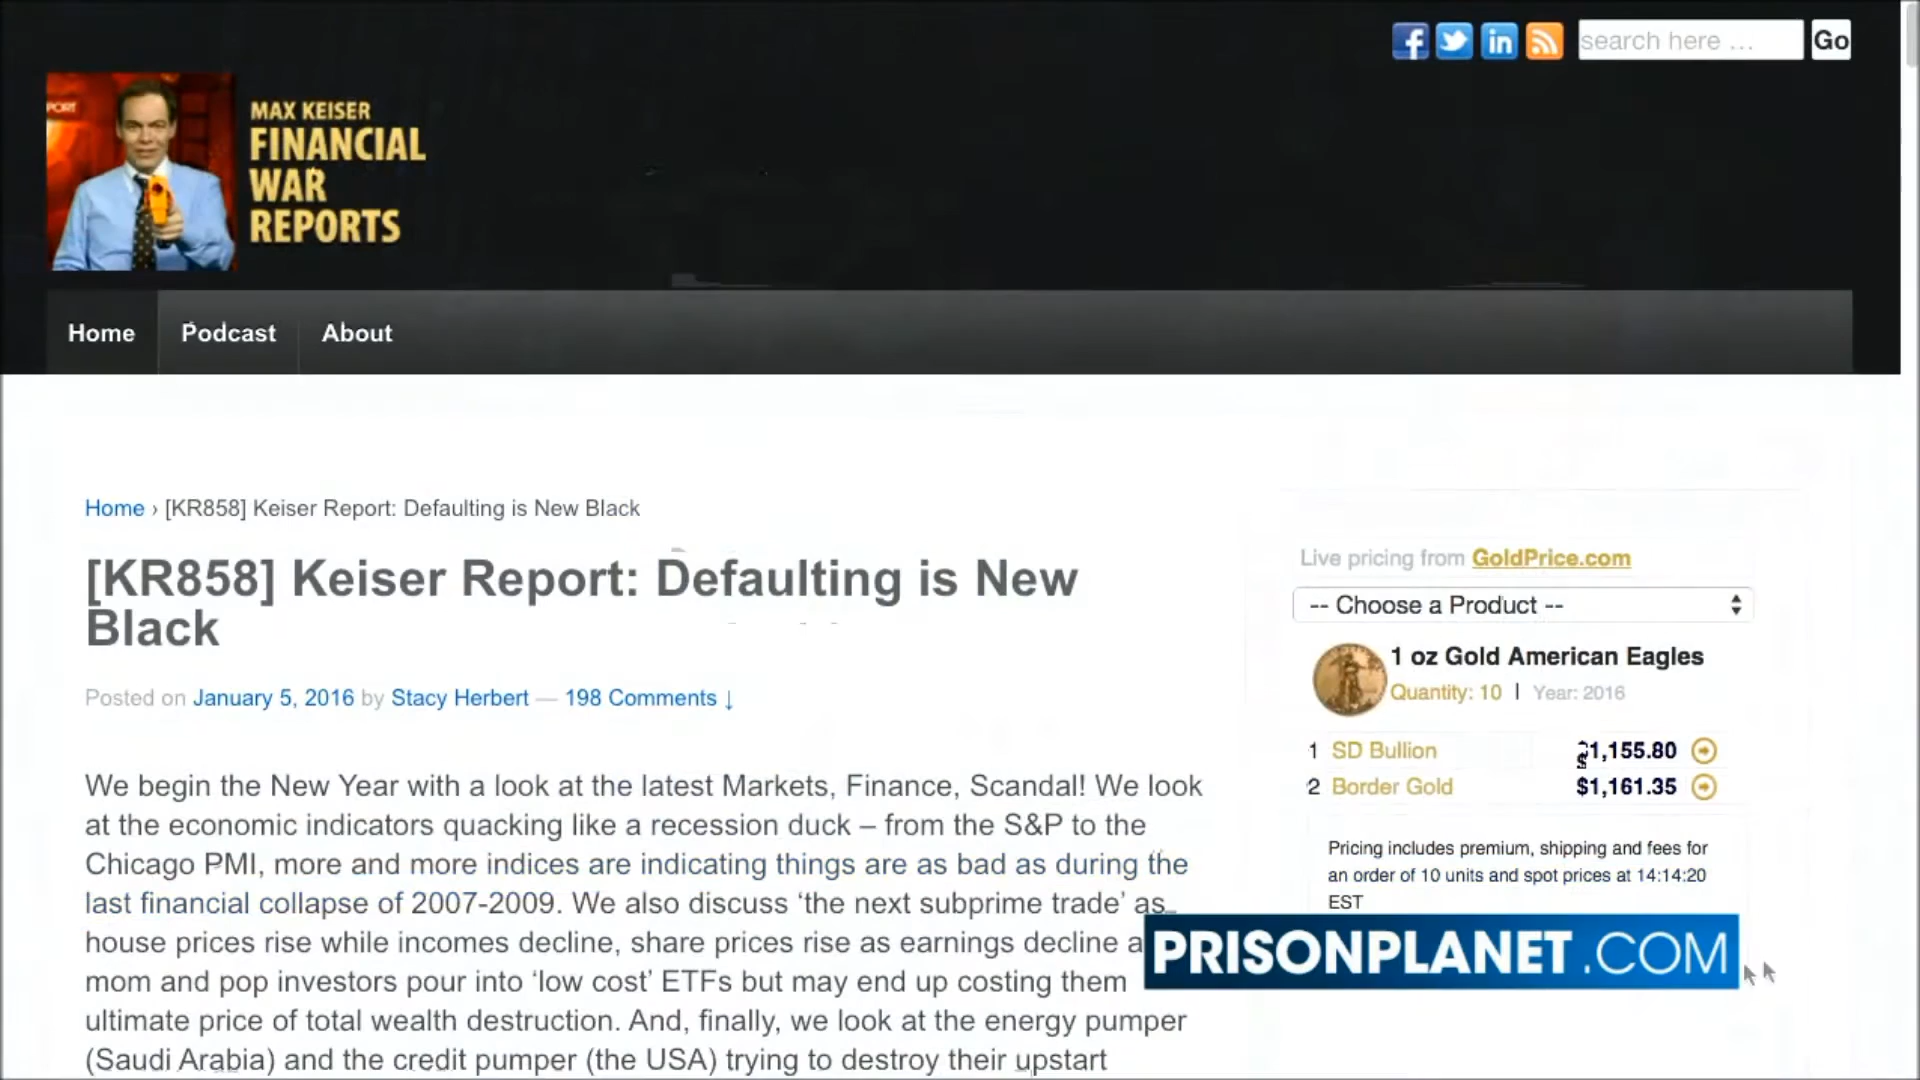 search here ...
Go
PORT
MAX KEISER
FINANCIAL
WAR
REPORTS
Home
Podcast
About
Home › [KR858] Keiser Report: Defaulting is New Black
[KR858] Keiser Report: Defaulting is New
Black
Posted on January 5, 2016 by Stacy Herbert — 198 Comments ↓
We begin the New Year with a look at the latest Markets, Finance, Scandal! We look
at the economic indicators quacking like a recession duck – from the S&P to the
Chicago PMI, more and more indices are indicating things are as bad as during the
last financial collapse of 2007-2009. We also discuss ‘the next subprime trade’ as
house prices rise while incomes decline, share prices rise as earnings decline a
mom and pop investors pour into ‘low cost’ ETFs but may end up costing them
ultimate price of total wealth destruction. And, finally, we look at the energy pumper
(Saudi Arabia) and the credit pumper (the USA) trying to destroy their upstart
Live pricing from GoldPrice.com
-- Choose a Product --
1 oz Gold American Eagles
Quantity: 10 | Year: 2016
1 SD Bullion $1,155.80
2 Border Gold $1,161.35
Pricing includes premium, shipping and fees for
an order of 10 units and spot prices at 14:14:20
EST
PRISONPLANET.COM